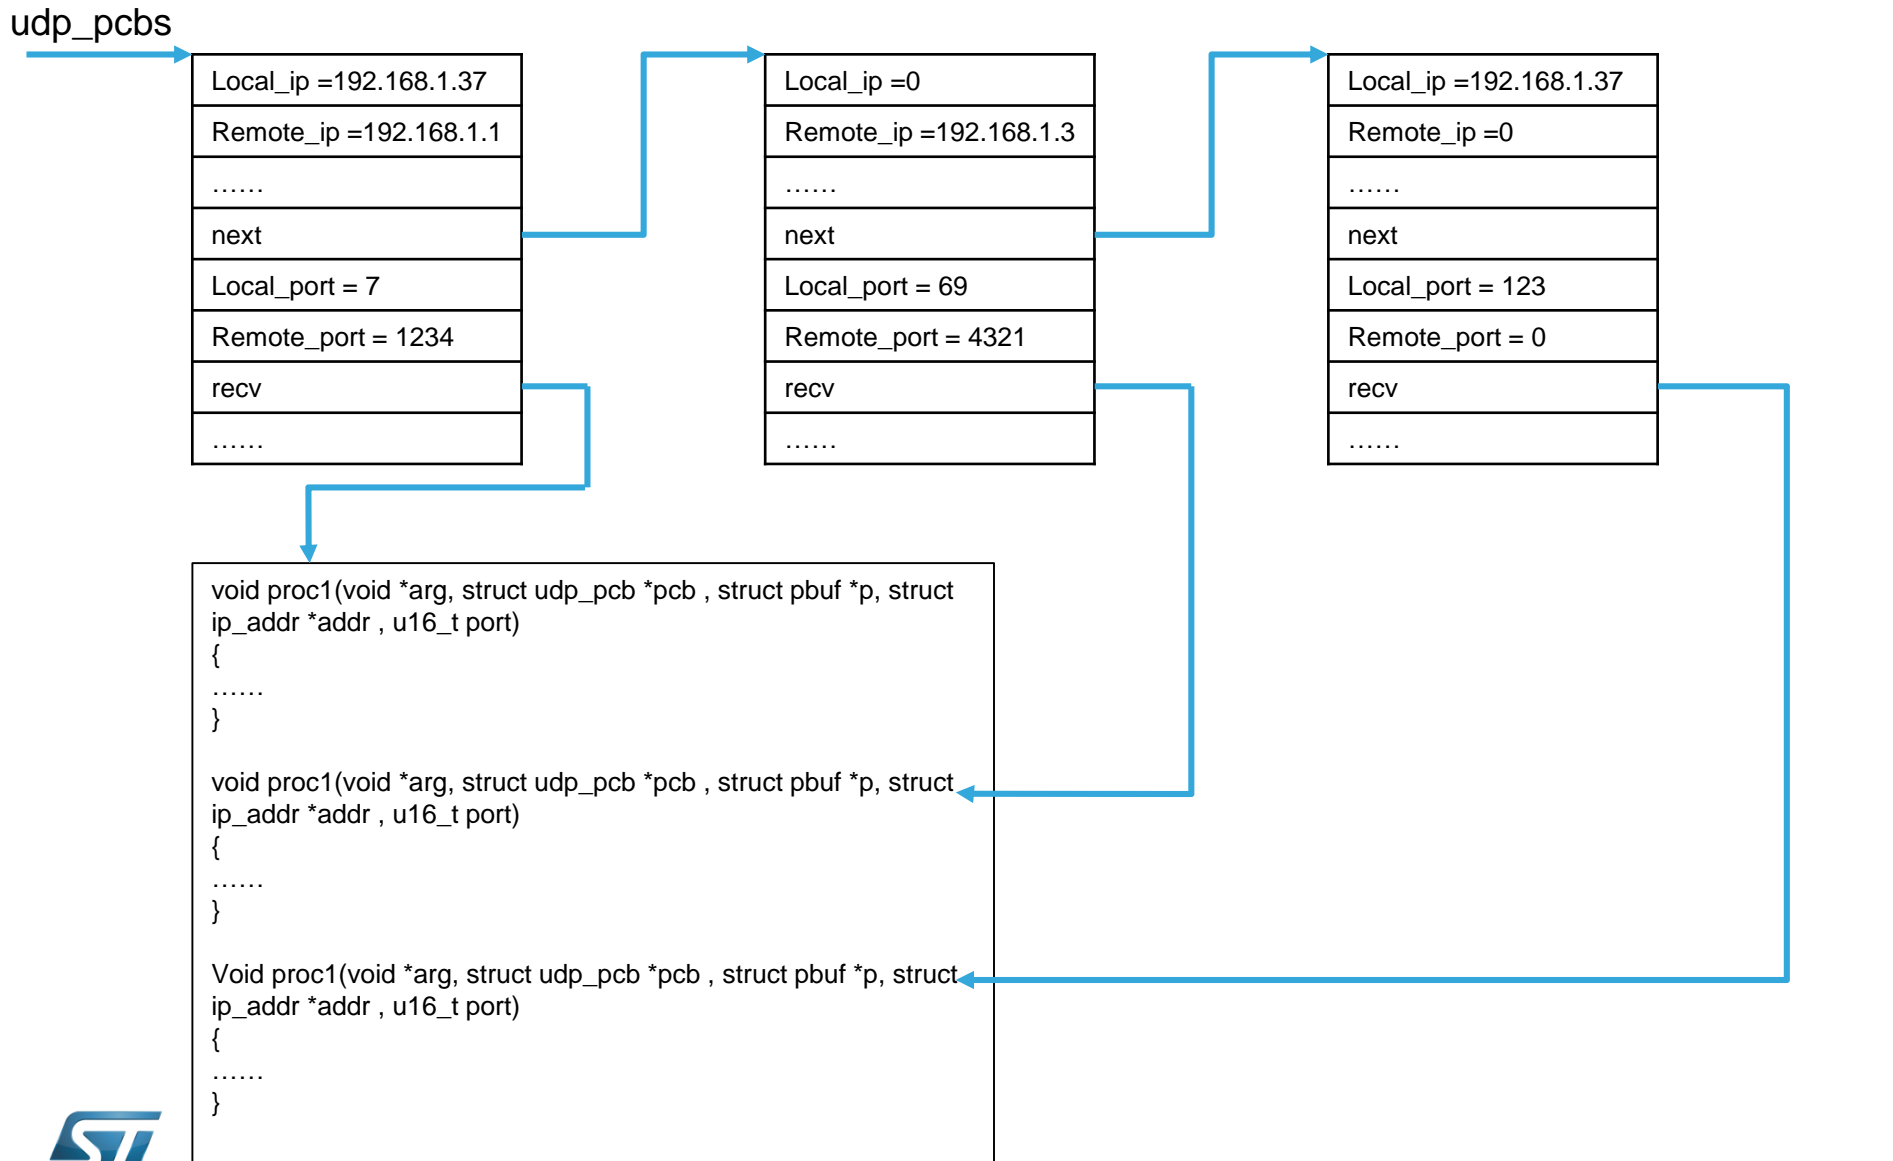 udp_pcbs
Local_ip =192.168.1.37
Remote_ip =192.168.1.1
……
next
Local_port = 7
Remote_port = 1234
recv
……
Local_ip =0
Remote_ip =192.168.1.3
……
next
Local_port = 69
Remote_port = 4321
recv
……
Local_ip =192.168.1.37
Remote_ip =0
……
next
Local_port = 123
Remote_port = 0
recv
……
void proc1(void *arg, struct udp_pcb *pcb , struct pbuf *p, struct
ip_addr *addr , u16_t port)
{
……
}
void proc1(void *arg, struct udp_pcb *pcb , struct pbuf *p, struct
ip_addr *addr , u16_t port)
{
……
}
Void proc1(void *arg, struct udp_pcb *pcb , struct pbuf *p, struct
ip_addr *addr , u16_t port)
{
……
}
ST